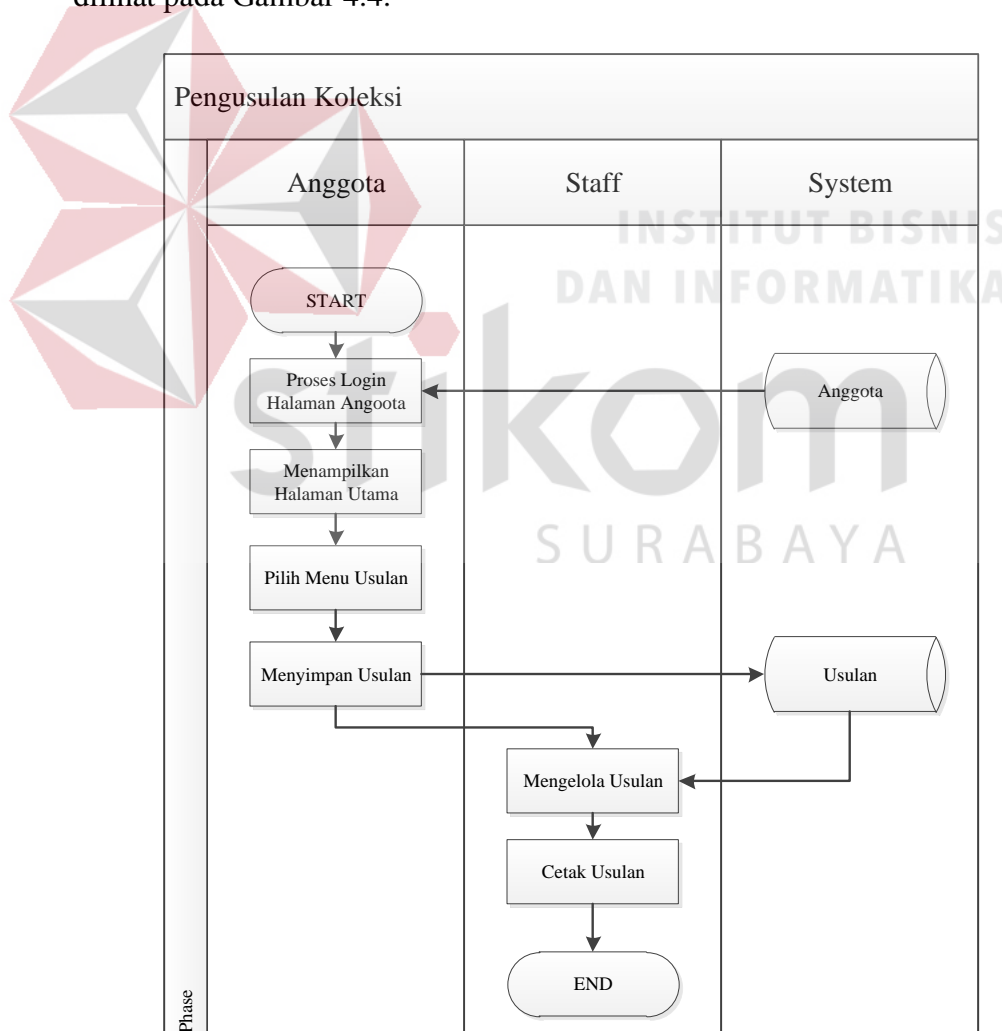 dilihat pada Gambar 4.4.
Pengusulan Koleksi
Anggota
Staff
System
INSTITUT BISNIS
DAN INFORMATIKA
START
Proses Login
Halaman Angoota
Anggota
stikom
Menampilkan
Halaman Utama
SURABAYA
Pilih Menu Usulan
Menyimpan Usulan
Usulan
Mengelola Usulan
Cetak Usulan
END
Phase